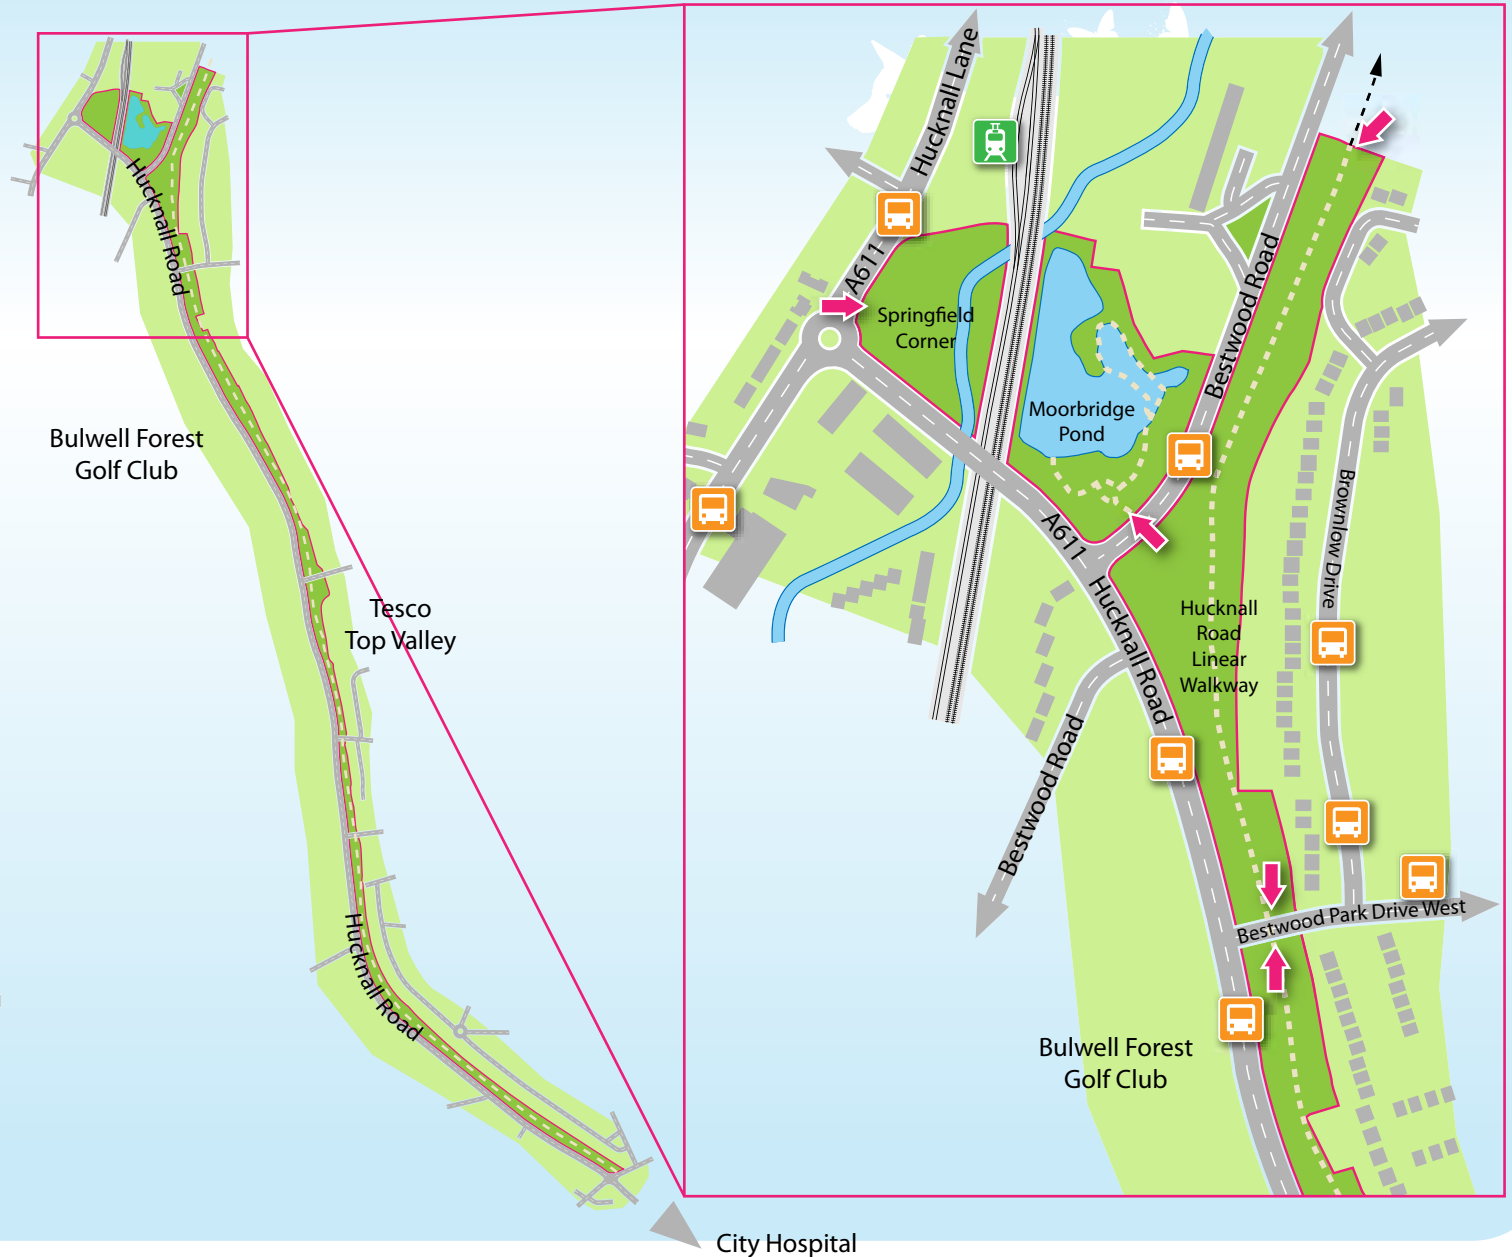 Hucknall Road
Bulwell Forest
Golf Club
Tesco
Top Valley
Hucknall Road
City Hospital
Hucknall Lane
A611
Springfield
Corner
Moorbridge
Pond
Bestwood Road
A611
Hucknall Road
Hucknall
Road
Linear
Walkway
Brownlow Drive
Bestwood Road
Bestwood Park Drive West
Bulwell Forest
Golf Club